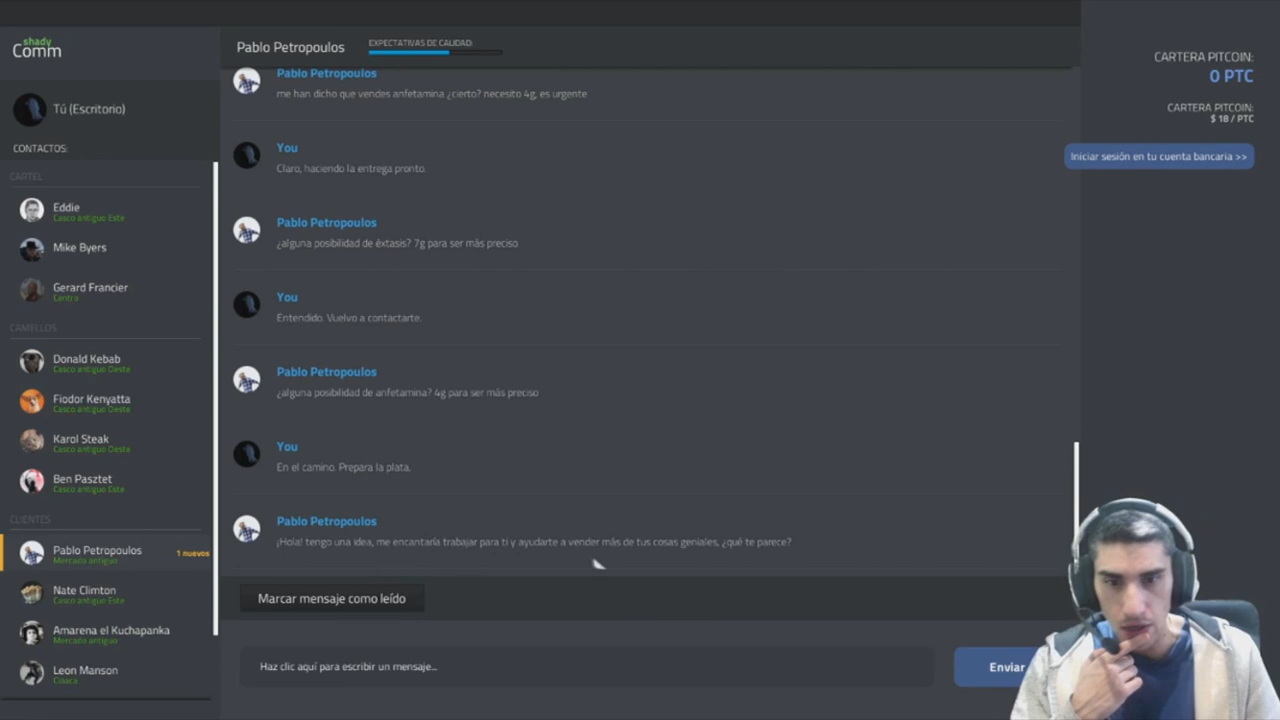 shady
Comm
Tú (Escritorio)
CONTACTOS:
CARTEL
Eddie
Casco antiguo Este
Mike Byers
Gerard Francier
Centro
CAMELLOS
Donald Kebab
Casco antiguo Oeste
Fiodor Kenyatta
Casco antiguo Oeste
Karol Steak
Casco antiguo Oeste
Ben Pasztet
Casco antiguo Este
CLIENTES
Pablo Petropoulos
1 nuevos
Mercado antiguo
Nate Climton
Casco antiguo Este
Amarena el Kuchapanka
Mercado antiguo
Leon Manson
Cloaca
Pablo Petropoulos
EXPECTATIVAS DE CALIDAD:
Pablo Petropoulos
me han dicho que vendes anfetamina ¿cierto? necesito 4g, es urgente
You
Claro, haciendo la entrega pronto.
Pablo Petropoulos
¿alguna posibilidad de éxtasis? 7g para ser más preciso
You
Entendido. Vuelvo a contactarte.
Pablo Petropoulos
¿alguna posibilidad de anfetamina? 4g para ser más preciso
You
En el camino. Prepara la plata.
Pablo Petropoulos
¡Hola! tengo una idea, me encantaría trabajar para ti y ayudarte a vender más de tus cosas geniales, ¿qué te parece?
Marcar mensaje como leído
Haz clic aquí para escribir un mensaje...
Enviar
CARTERA PITCOIN:
0 PTC
CARTERA PITCOIN:
$ 18 / PTC
Iniciar sesión en tu cuenta bancaria >>